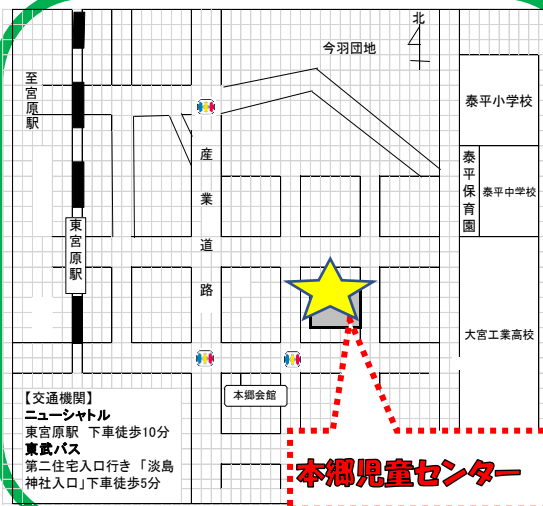 北
今羽団地
至宮原駅
泰平小学校
産業道路
泰平保育園
泰平中学校
東宮原駅
大宮工業高校
本郷会館
【交通機関】
ニューシャトル
東宮原駅 下車徒歩10分
東武バス
第二住宅入口行き 「淡島
神社入口」下車徒歩5分
本郷児童センター